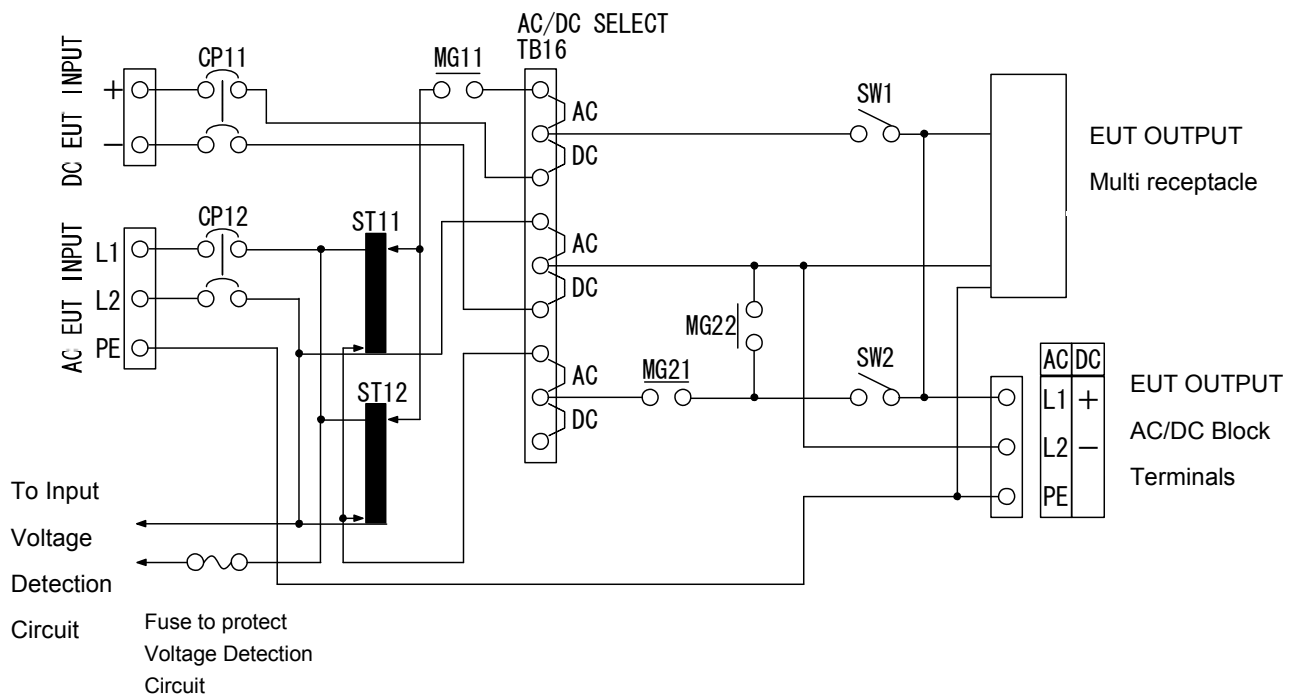 AC/DC SELECT
TB16
DC EUT INPUT
+
−
CP11
MG11
AC
DC
SW1
EUT OUTPUT
Multi receptacle
AC EUT INPUT
L1
L2
PE
CP12
ST11
AC
DC
MG22
ST12
AC
DC
MG21
SW2
AC DC
L1 +
L2 −
PE
EUT OUTPUT
AC/DC Block
Terminals
To Input
Voltage
Detection
Circuit
Fuse to protect
Voltage Detection
Circuit